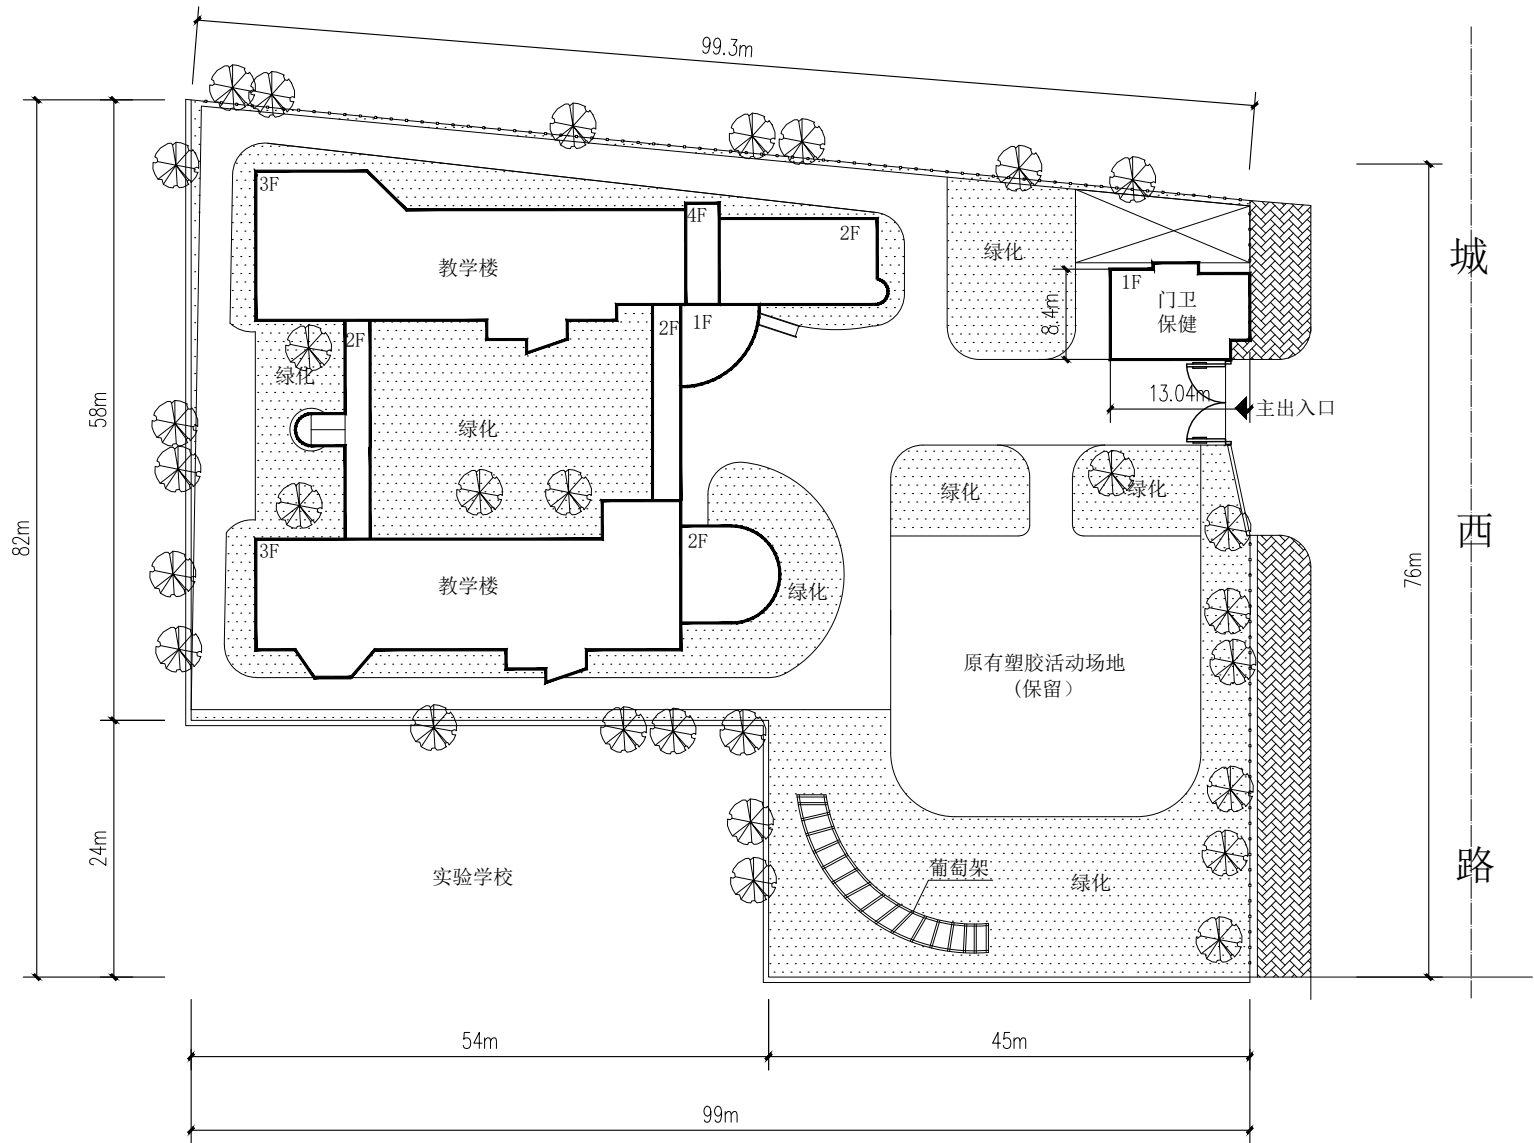 99.3m
城
3F
4F
2F
绿化
教学楼
1F
门卫
保健
8.4m
58m
2F
2F
1F
绿化
13.04m
主出入口
绿化
82m
绿化
绿化
西
76m
3F
2F
教学楼
绿化
原有塑胶活动场地
(保留）
24m
实验学校
葡萄架
绿化
路
54m
45m
99m